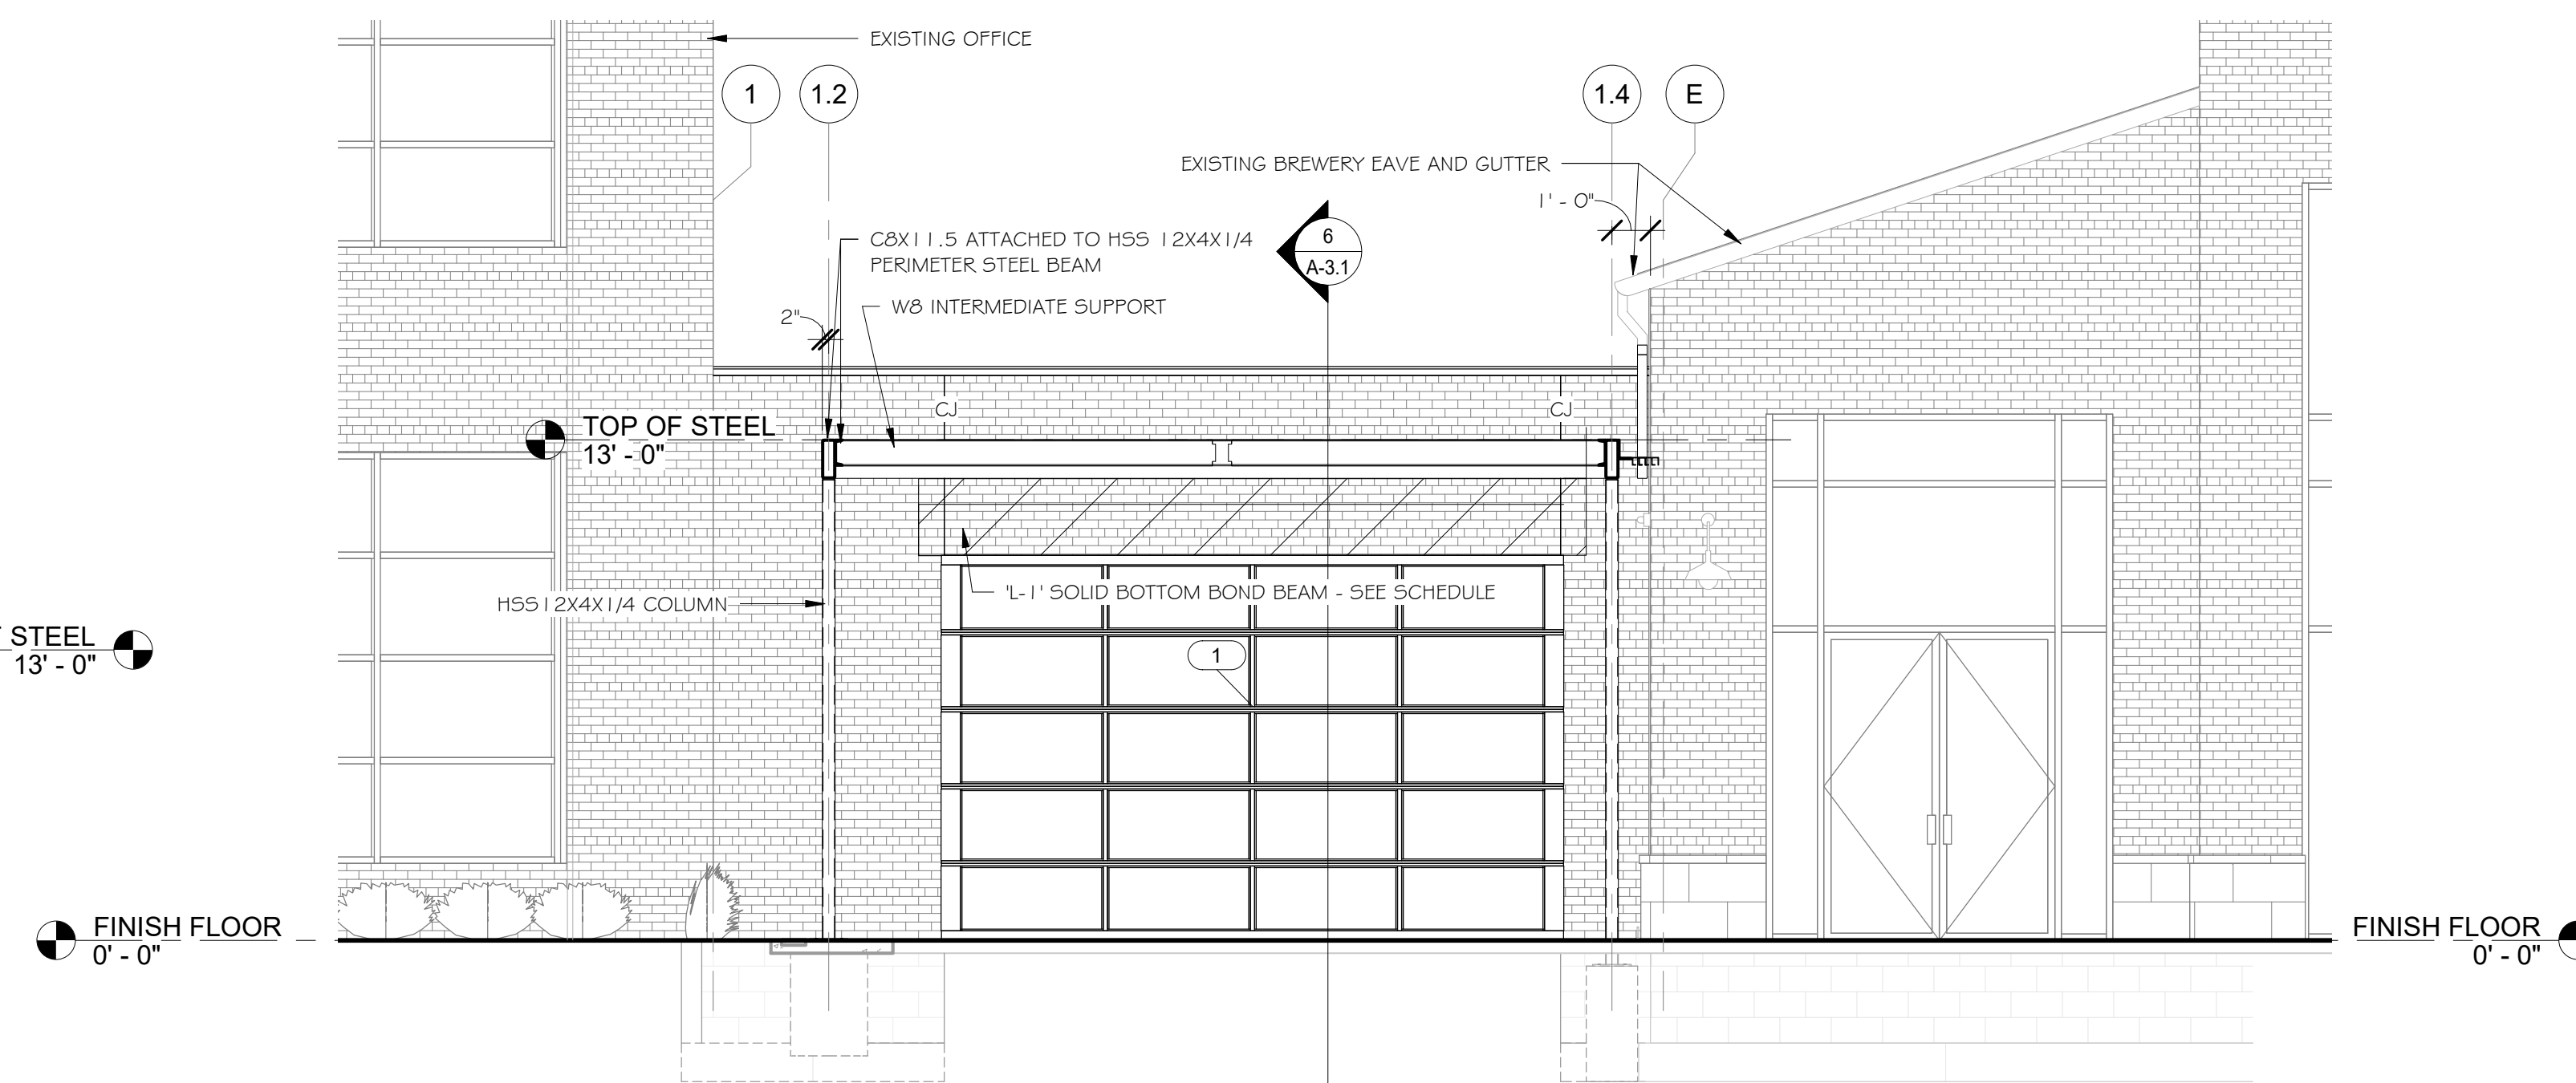 EXISTING OFFICE
1
1.2
1.4
E
EXISTING BREWERY EAVE AND GUTTER
1' - 0"
C8X11.5 ATTACHED TO HSS 12X4X1/4
PERIMETER STEEL BEAM
6
A-3.1
W8 INTERMEDIATE SUPPORT
2"
CJ
CJ
TOP OF STEEL
13' - 0"
'L-1' SOLID BOTTOM BOND BEAM - SEE SCHEDULE
HSS12X4X1/4 COLUMN
STEEL
13' - 0"
1
FINISH FLOOR
0' - 0"
FINISH FLOOR
0' - 0"